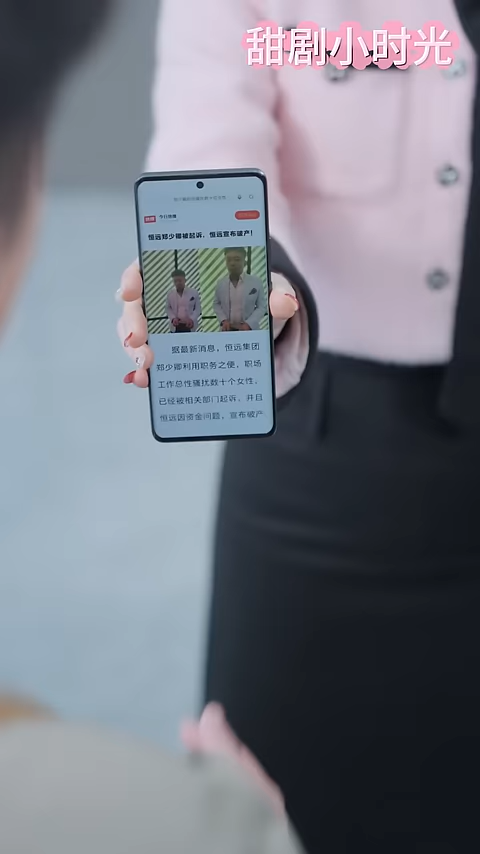 甜剧小时光
今日热播
恒远郑少卿被起诉，恒远宣布破产！
据最新消息，恒远集团
郑少卿利用职务之便，职场
工作总性骚扰数十个女性，
已经被相关部门起诉，并且
恒远因资金问题，宣布破产